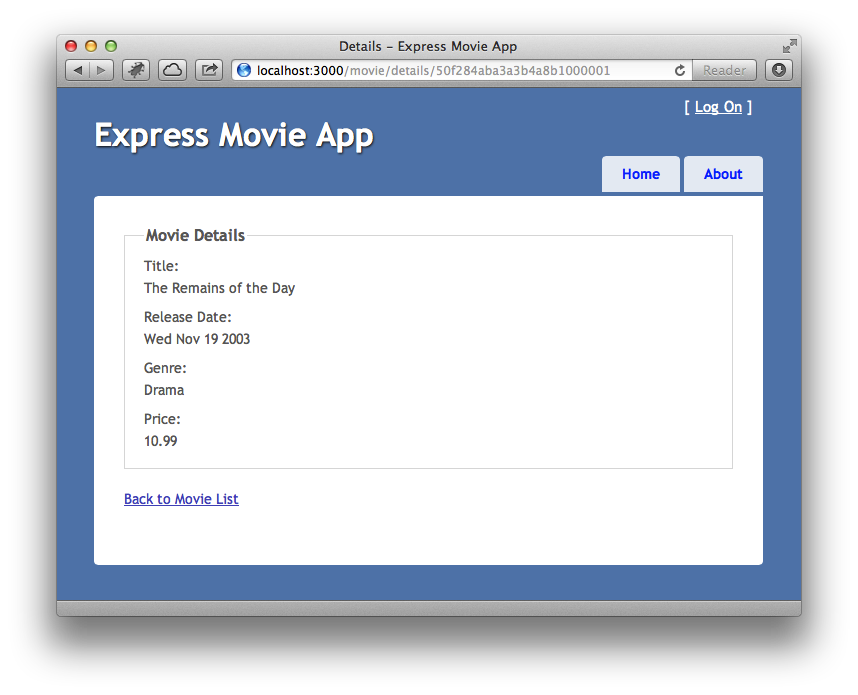 Details – Express Movie App
localhost:3000/movie/details/50f284aba3a3b4a8b1000001
Reader
[ Log On ]
Express Movie App
Home
About
Movie Details
Title:
The Remains of the Day
Release Date:
Wed Nov 19 2003
Genre:
Drama
Price:
10.99
Back to Movie List